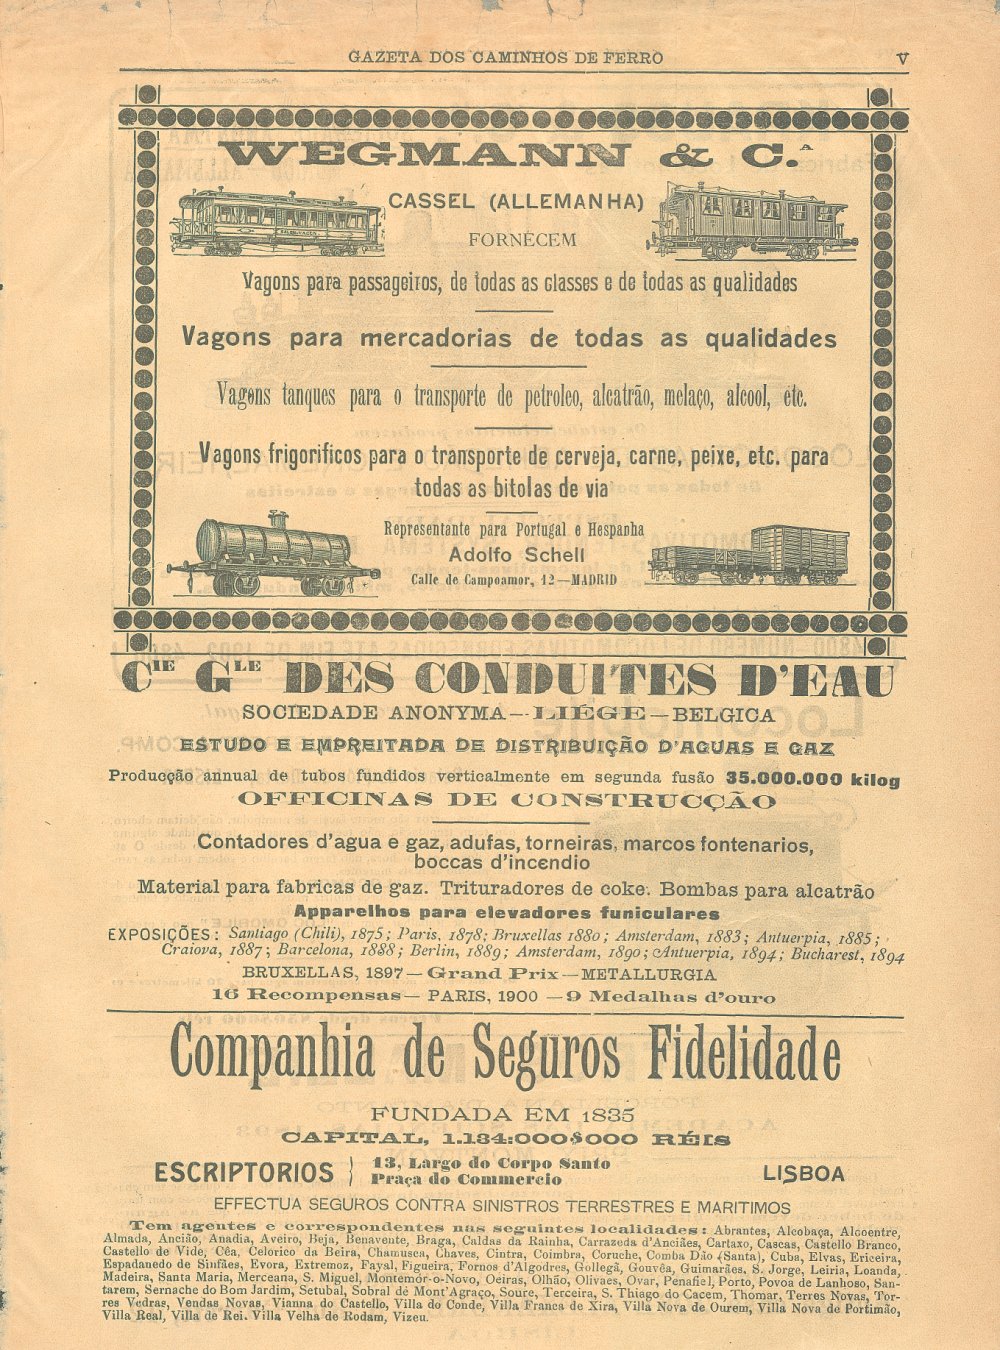 GAZETA DOS CAMINHOS DE FERRO V
WEGMANN & C.A
CASSEL (ALLEMANHA)
FORNECEM
Vagons para passageiros, de todas as classes e de todas as qualidades
Vagons para mercadorias de todas as qualidades
Vagons tanques para o transporte de petroleo, alcatrão, melaço, alcool, etc.
Vagons frigorificos para o transporte de cerveja, carne, peixe, etc. para
todas as bitolas de via
Representante para Portugal e Hespanha
Adolfo Schell
Calle de Campoamor, 12—MADRID
CIE GLE DES CONDUITES D'EAU
SOCIEDADE ANONYMA—LIÉGE—BELGICA
ESTUDO E EMPREITADA DE DISTRIBUIÇÃO D'AGUAS E GAZ
Producção annual de tubos fundidos verticalmente em segunda fusão 35.000.000 kilog
OFFICINAS DE CONSTRUCÇÃO
Contadores d'agua e gaz, adufas, torneiras, marcos fontenarios,
boccas d'incendio
Material para fabricas de gaz. Trituradores de coke. Bombas para alcatrão
Apparelhos para elevadores funiculares
EXPOSIÇÕES: Santiago (Chili), 1875; Paris, 1878; Bruxellas 1880; Amsterdam, 1883; Antuerpia, 1885;
Craiova, 1887; Barcelona, 1888; Berlin, 1889; Amsterdam, 1890; Antuerpia, 1894; Bucharest, 1894
BRUXELLAS, 1897—Grand Prix—METALLURGIA
16 Recompensas—PARIS, 1900—9 Medalhas d'ouro
Companhia de Seguros Fidelidade
FUNDADA EM 1835
CAPITAL, 1.134:000$000 RÉIS
ESCRIPTORIOS } 13, Largo do Corpo Santo
Praça do Commercio
LISBOA
EFFECTUA SEGUROS CONTRA SINISTROS TERRESTRES E MARITIMOS
Tem agentes e correspondentes nas seguintes localidades: Abrantes, Alcobaça, Alcoentre,
Almada, Ancião, Anadia, Aveiro, Beja, Benavente, Braga, Caldas da Rainha, Carrazeda d'Anciães, Cartaxo, Cascas, Castello Branco,
Castello de Vide, Cêa, Celorico da Beira, Chamusca, Chaves, Cintra, Coimbra, Coruche, Comba Dão (Santa), Cuba, Elvas, Ericeira,
Espadanedo de Sinfães, Evora, Extremoz, Fayal, Figueira, Fornos d'Algodres, Gollegã, Gouvêa, Guimarães, S. Jorge, Leiria, Loanda,
Madeira, Santa Maria, Merceana, S. Miguel, Montemór-o-Novo, Oeiras, Olhão, Olivaes, Ovar, Penafiel, Porto, Povoa de Lanhoso, San-
tarem, Sernache do Bom Jardim, Setubal, Sobral de Mont'Agraço, Soure, Terceira, S. Thiago do Cacem, Thomar, Terres Novas, Tor-
res Vedras, Vendas Novas, Vianna do Castello, Villa do Conde, Villa Franca de Xira, Villa Nova de Ourem, Villa Nova de Portimão,
Villa Real, Villa de Rei. Villa Velha de Rodam, Vizeu.